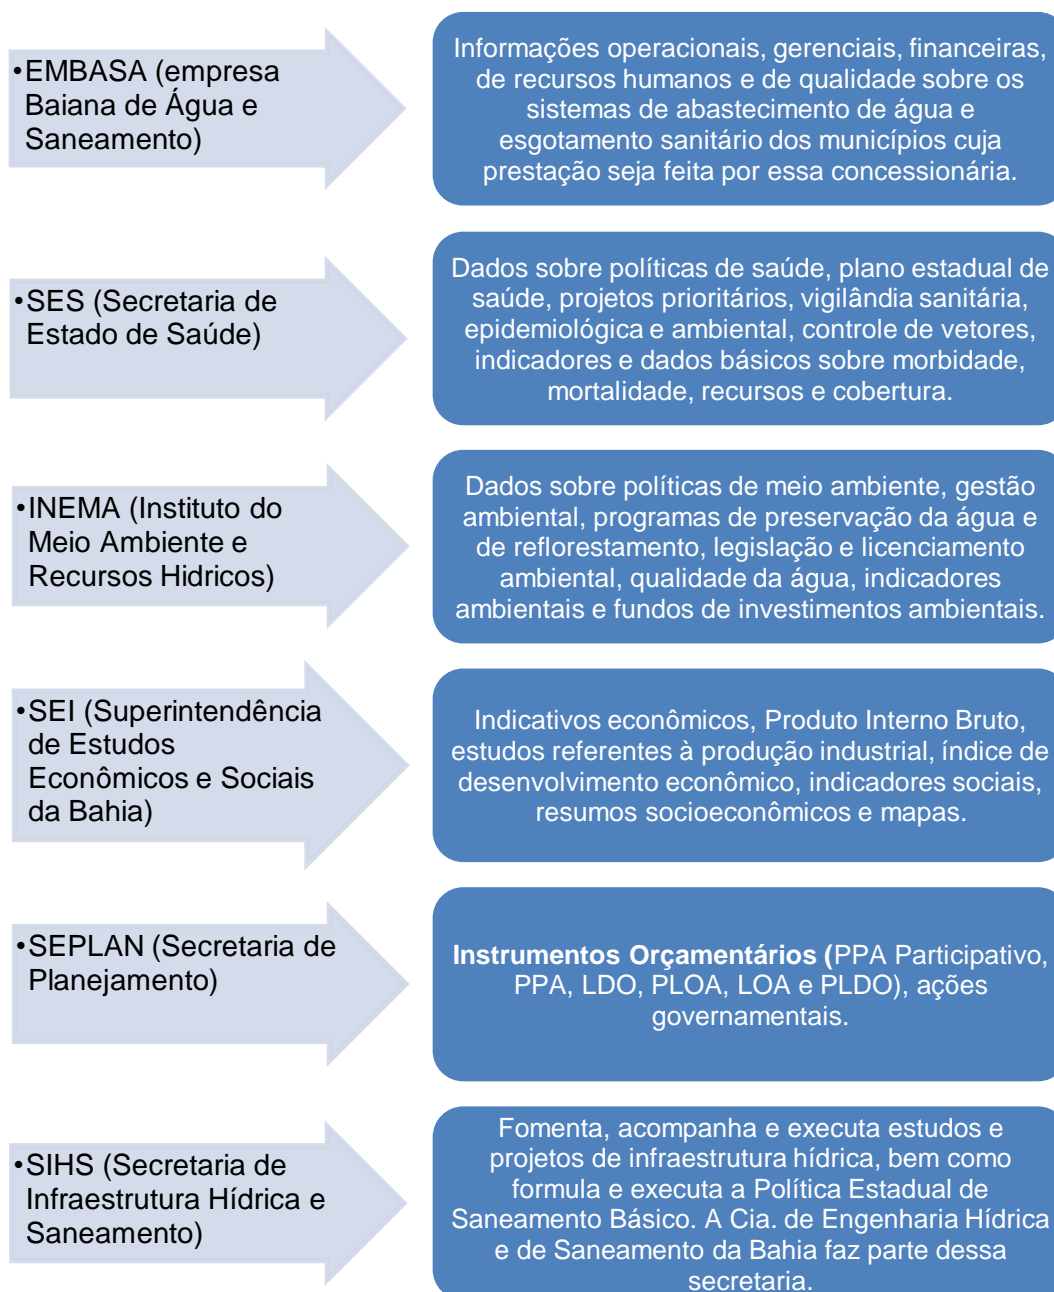 •EMBASA (empresa
Baiana de Água e
Saneamento)
Informações operacionais, gerenciais, financeiras,
de recursos humanos e de qualidade sobre os
sistemas de abastecimento de água e
esgotamento sanitário dos municípios cuja
prestação seja feita por essa concessionária.
•SES (Secretaria de
Estado de Saúde)
Dados sobre políticas de saúde, plano estadual de
saúde, projetos prioritários, vigilândia sanitária,
epidemiológica e ambiental, controle de vetores,
indicadores e dados básicos sobre morbidade,
mortalidade, recursos e cobertura.
•INEMA (Instituto do
Meio Ambiente e
Recursos Hidricos)
Dados sobre políticas de meio ambiente, gestão
ambiental, programas de preservação da água e
de reflorestamento, legislação e licenciamento
ambiental, qualidade da água, indicadores
ambientais e fundos de investimentos ambientais.
•SEI (Superintendência
de Estudos
Econômicos e Sociais
da Bahia)
Indicativos econômicos, Produto Interno Bruto,
estudos referentes à produção industrial, índice de
desenvolvimento econômico, indicadores sociais,
resumos socioeconômicos e mapas.
•SEPLAN (Secretaria de
Planejamento)
Instrumentos Orçamentários (PPA Participativo,
PPA, LDO, PLOA, LOA e PLDO), ações
governamentais.
•SIHS (Secretaria de
Infraestrutura Hídrica e
Saneamento)
Fomenta, acompanha e executa estudos e
projetos de infraestrutura hídrica, bem como
formula e executa a Política Estadual de
Saneamento Básico. A Cia. de Engenharia Hídrica
e de Saneamento da Bahia faz parte dessa
secretaria.